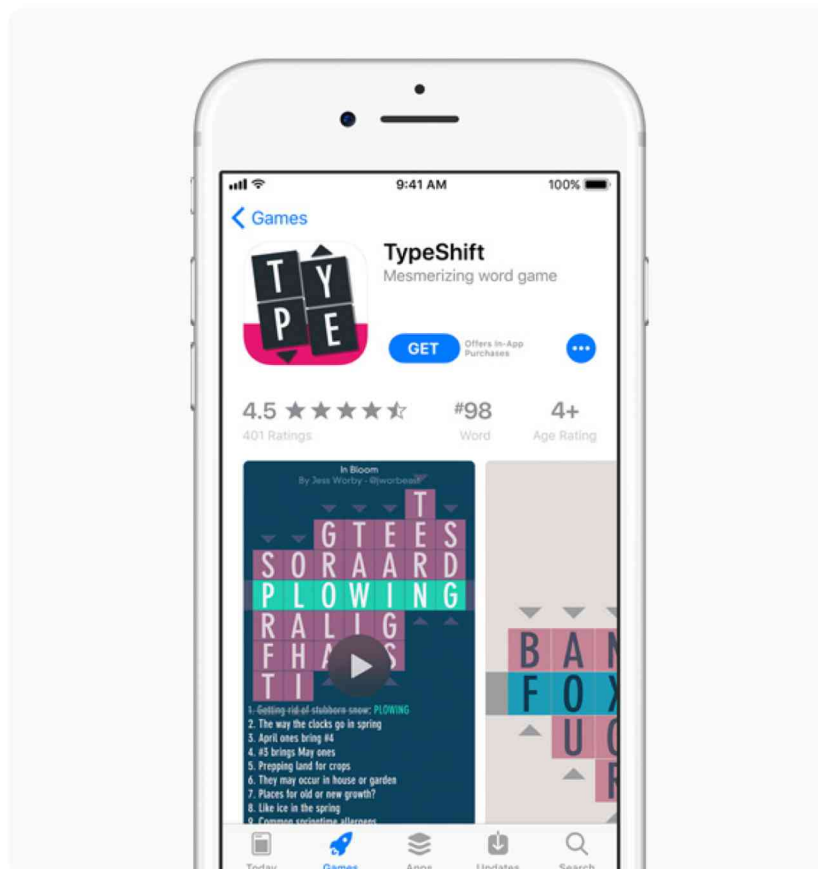 9:41 AM
100%
Games
T Y
P E
TypeShift
Mesmerizing word game
GET
Offers In-App
Purchases
4.5
#98
4+
401 Ratings
Word
Age Rating
In Bloom
By Jess Worby -
T
G T E E S
S O R A A R D
P L O W I N G
R A L I G
F H A S
T I
1. Getting rid of stubborn snow: PLOWING
2. The way the clocks go in spring
3. April ones bring #4
4. #3 brings May ones
5. Prepping land for crops
6. They may occur in house or garden
7. Places for old or new growth?
8. Like ice in the spring
9. Common springtime allergens
B A N
F O X
U
Today
Games
Apps
Updates
Search